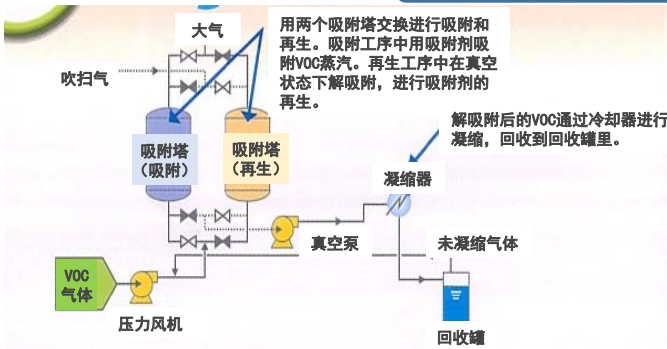 大气
用两个吸附塔交换进行吸附和
再生。吸附工序中用吸附剂吸
附VOC蒸汽。再生工序中在真空
状态下解吸附，进行吸附剂的
再生。
吹扫气
解吸附后的VOC通过冷却器进行
凝缩，回收到回收罐里。
吸附塔
（吸附）
吸附塔
（再生）
凝缩器
真空泵
未凝缩气体
VOC
气体
压力风机
回收罐